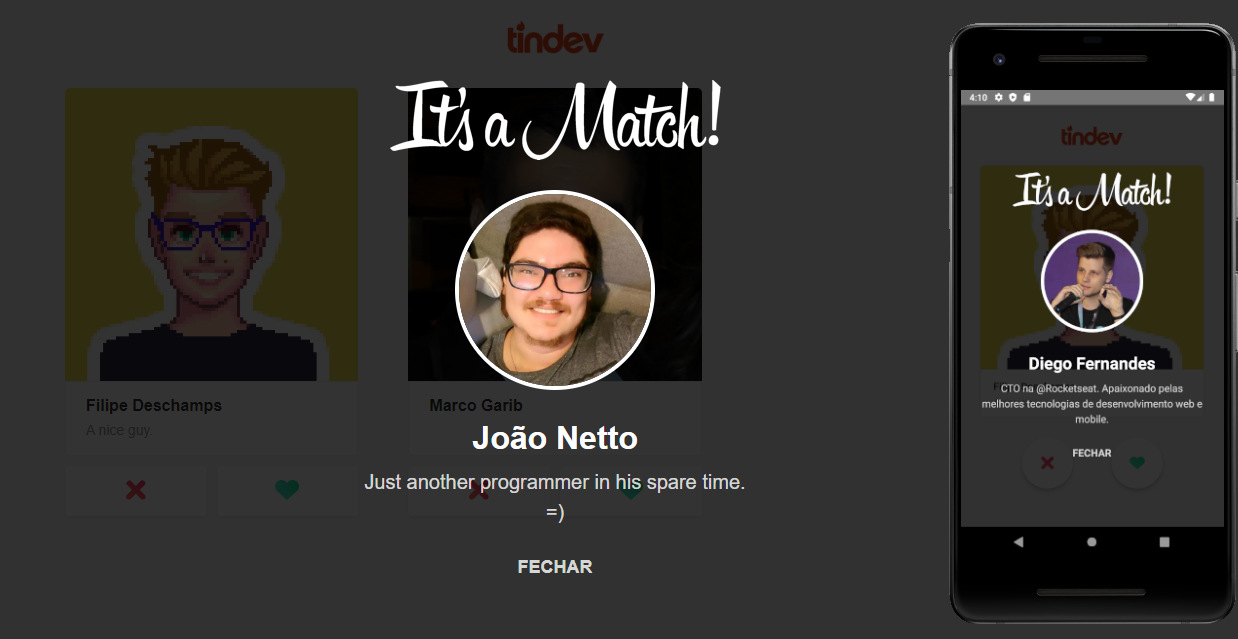 tindev
It's a Match!
Filipe Deschamps
A nice guy.
Marco Garib
João Netto
Just another programmer in his spare time.
=)
FECHAR
4:10
tindev
It's a Match!
Diego Fernandes
CTO na @Rocketseat. Apaixonado pelas
melhores tecnologias de desenvolvimento web e
mobile.
FECHAR